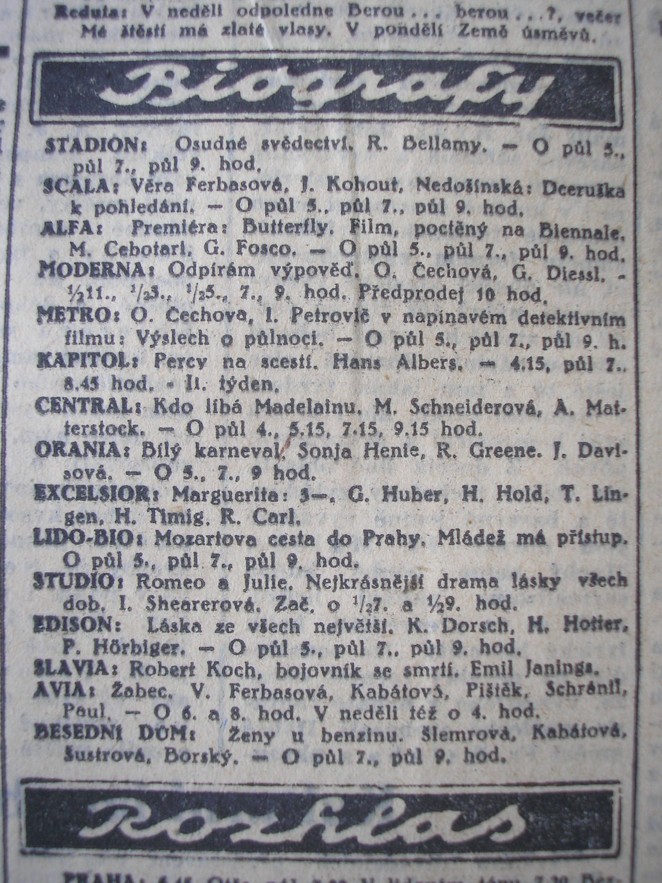 Reduta: V neděli odpoledne Berou... berou...?, večer
Mé štěstí má zlaté vlasy. V pondělí Země úsměvů.
Biografy
STADION: Osudné svědectví. R. Bellamy. — O půl 5.,
půl 7., půl 9. hod.
SCALA: Věra Ferbasová, J. Kohout, Nedošinská: Dceruška
k pohledání. — O půl 5., půl 7., půl 9. hod.
ALFA: Premiéra: Butterfly. Film, poctěný na Biennale.
M. Cebotari, G. Fosco. — O půl 5., půl 7., půl 9. hod.
MODERNA: Odpírám výpověď. O. Čechová, G. Diessl. -
½11., ½3., ½5., 7., 9. hod. Předprodej 10 hod.
METRO: O. Čechova, I. Petrovič v napínavém detektivním
filmu: Výslech o půlnoci. — O půl 5., půl 7., půl 9. h.
KAPITOL: Percy na scestí. Hans Albers. — 4.15, půl 7.,
8.45 hod. - II. týden.
CENTRAL: Kdo líbá Madelainu. M. Schneiderová, A. Mat-
terstock. — O půl 4., 5.15, 7.15, 9.15 hod.
ORANIA: Bílý karneval. Sonja Henie, R. Greene. J. Davi-
sová. — O 5., 7., 9 hod.
EXCELSIOR: Marguerita: 3—. G. Huber, H. Hold, T. Lin-
gen, H. Timig. R. Carl.
LIDO-BIO: Mozartova cesta do Prahy. Mládež má přístup.
O půl 5., půl 7., půl 9. hod.
STUDIO: Romeo a Julie. Nejkrásnější drama lásky všech
dob. I. Shearerová. Zač. o ½7. a ½9. hod.
EDISON: Láska ze všech největší. K. Dorsch, H. Hotter,
P. Hörbiger. — O půl 5., půl 7., půl 9. hod.
SLAVIA: Robert Koch, bojovník se smrtí. Emil Janings.
AVIA: Žabec. V. Ferbasová, Kabátová, Pištěk, Schránil,
Paul. — O 6. a 8. hod. V neděli též o 4. hod.
BESEDNÍ DŮM: Ženy u benzinu. Šlemrová, Kabátová,
Šustrová, Borský. — O půl 7., půl 9. hod.
Rozhlas
PRAHA: